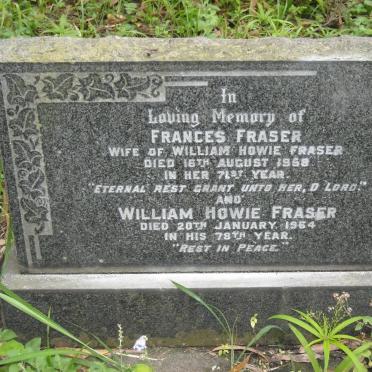 In
Loving Memory of
FRANCES FRASER
WIFE OF WILLIAM HOWIE FRASER
DIED 16TH AUGUST 1968
IN HER 71ST YEAR.
"ETERNAL REST GRANT UNTO HER, O LORD."
AND
WILLIAM HOWIE FRASER
DIED 20TH JANUARY 1964
IN HIS 78TH YEAR.
"REST IN PEACE."